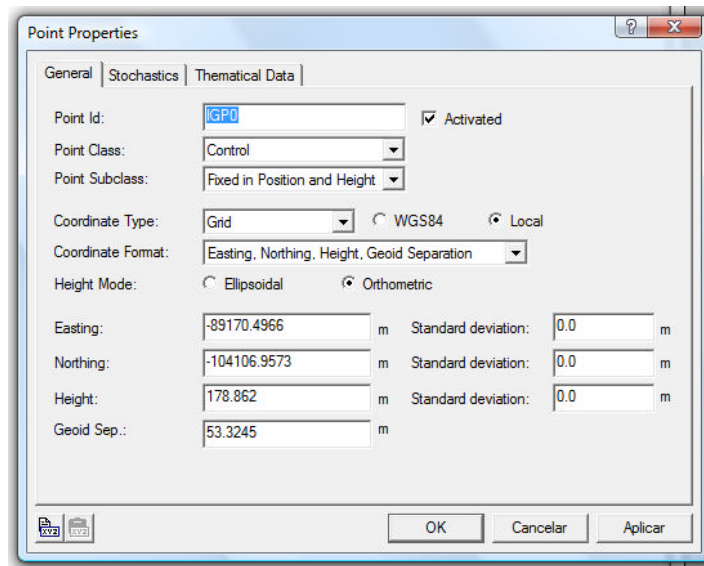 Point Properties
General Stochastics Thematical Data
Point Id: IGP0 Activated
Point Class: Control
Point Subclass: Fixed in Position and Height
Coordinate Type: Grid WGS84 Local
Coordinate Format: Easting, Northing, Height, Geoid Separation
Height Mode: Ellipsoidal Orthometric
Easting: -89170.4966 m Standard deviation: 0.0 m
Northing: -104106.9573 m Standard deviation: 0.0 m
Height: 178.862 m Standard deviation: 0.0 m
Geoid Sep.: 53.3245 m
XYZ XYZ OK Cancelar Aplicar